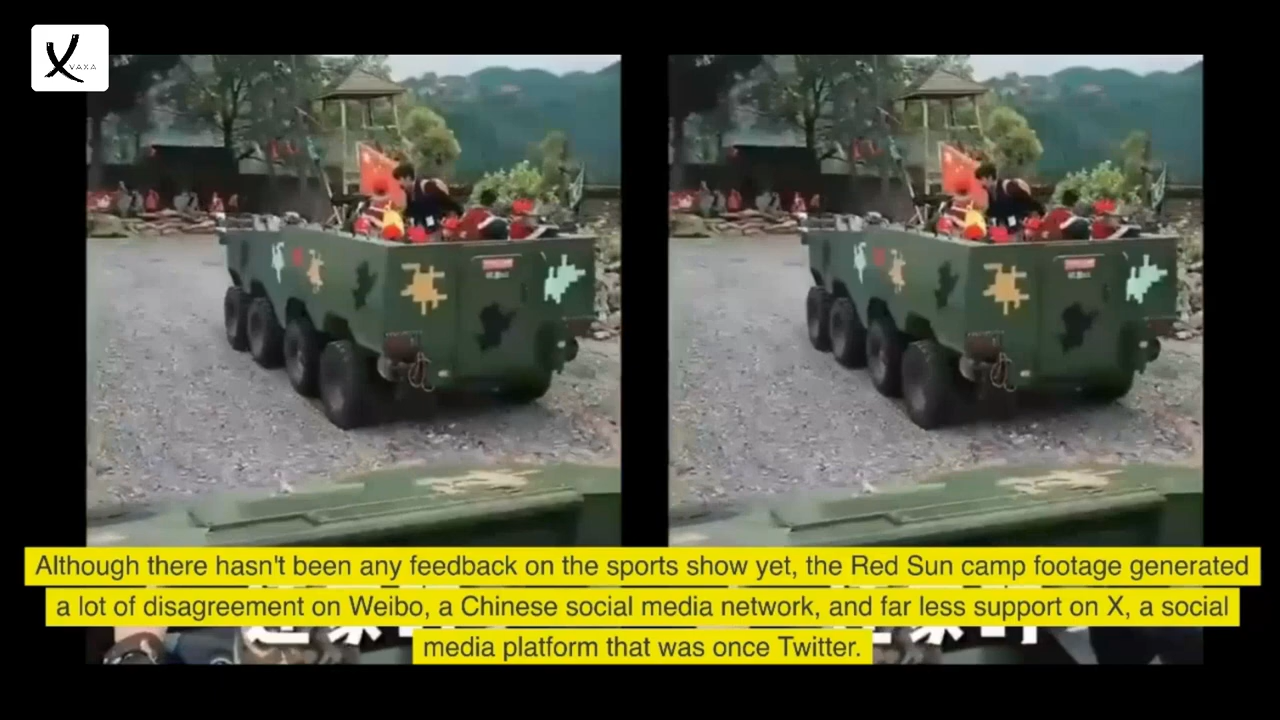 VAXA
Although there hasn't been any feedback on the sports show yet, the Red Sun camp footage generated
a lot of disagreement on Weibo, a Chinese social media network, and far less support on X, a social
media platform that was once Twitter.